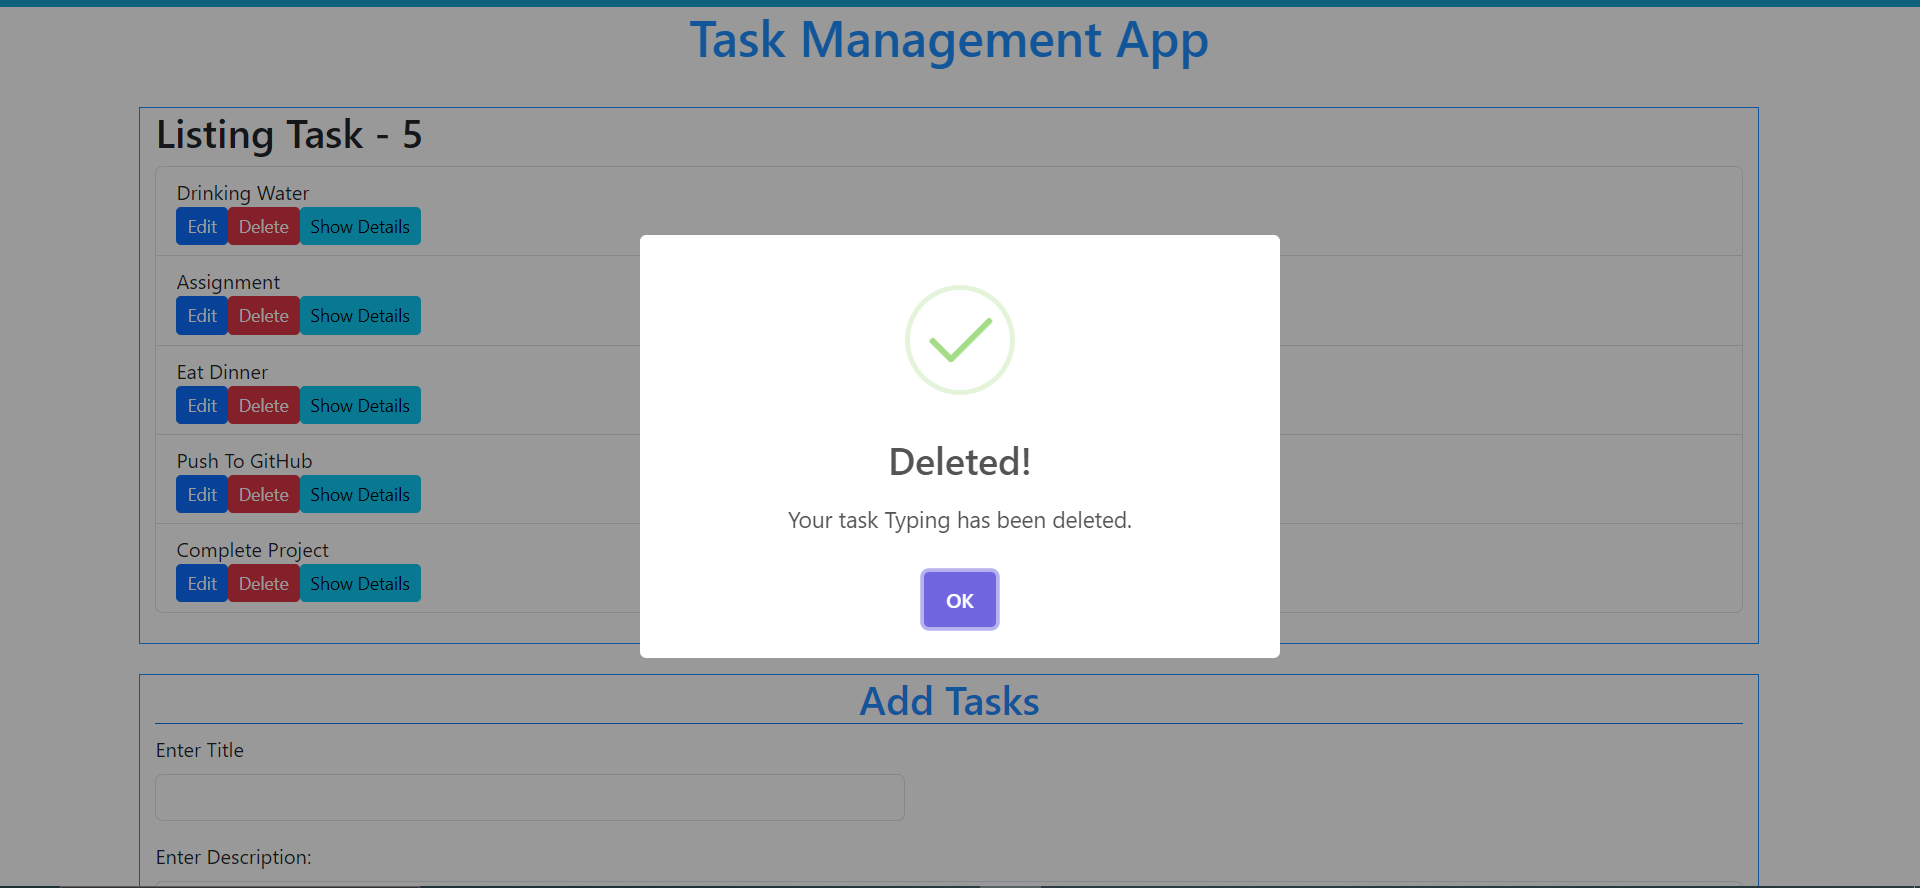 Task Management App
Listing Task - 5
Drinking Water
Edit Delete Show Details
Assignment
Edit Delete Show Details
Eat Dinner
Edit Delete Show Details
Push To GitHub
Edit Delete Show Details
Complete Project
Edit Delete Show Details
Deleted!
Your task Typing has been deleted.
OK
Add Tasks
Enter Title
Enter Description: